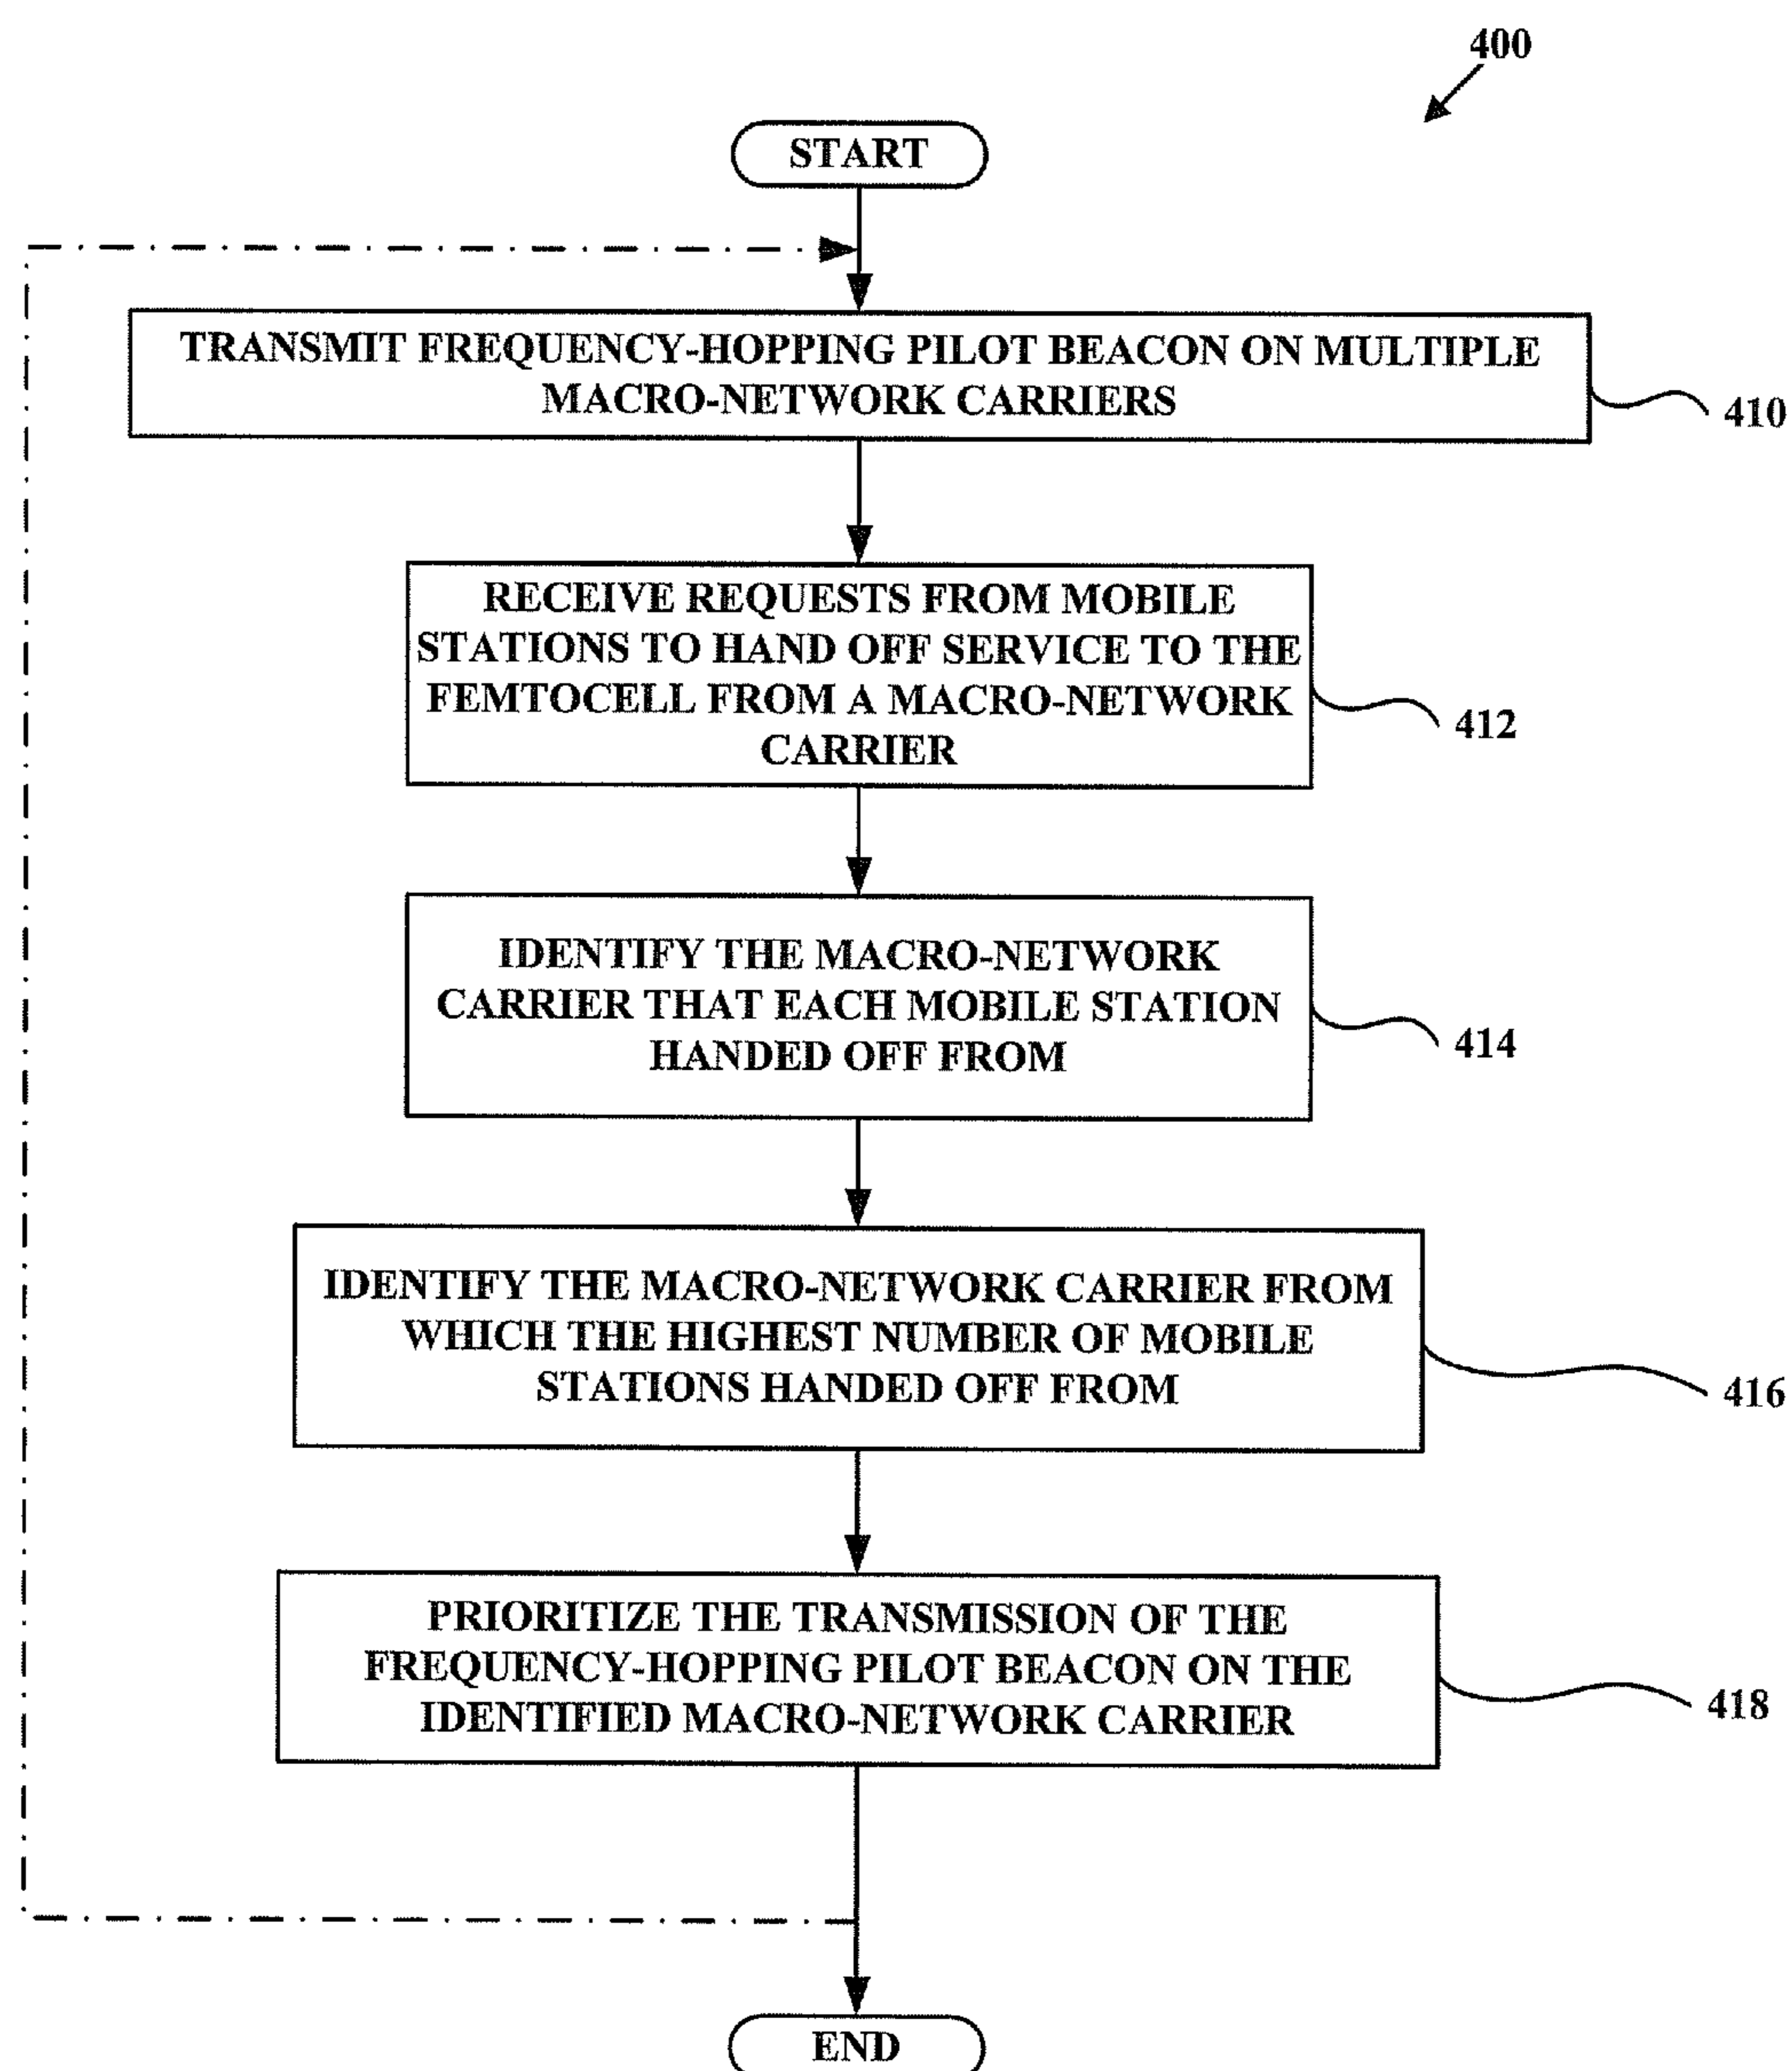 400
START
TRANSMIT FREQUENCY-HOPPING PILOT BEACON ON MULTIPLE
MACRO-NETWORK CARRIERS
410
RECEIVE REQUESTS FROM MOBILE
STATIONS TO HAND OFF SERVICE TO THE
FEMTOCELL FROM A MACRO-NETWORK
CARRIER
412
IDENTIFY THE MACRO-NETWORK
CARRIER THAT EACH MOBILE STATION
HANDED OFF FROM
414
IDENTIFY THE MACRO-NETWORK CARRIER FROM
WHICH THE HIGHEST NUMBER OF MOBILE
STATIONS HANDED OFF FROM
416
PRIORITIZE THE TRANSMISSION OF THE
FREQUENCY-HOPPING PILOT BEACON ON THE
IDENTIFIED MACRO-NETWORK CARRIER
418
END